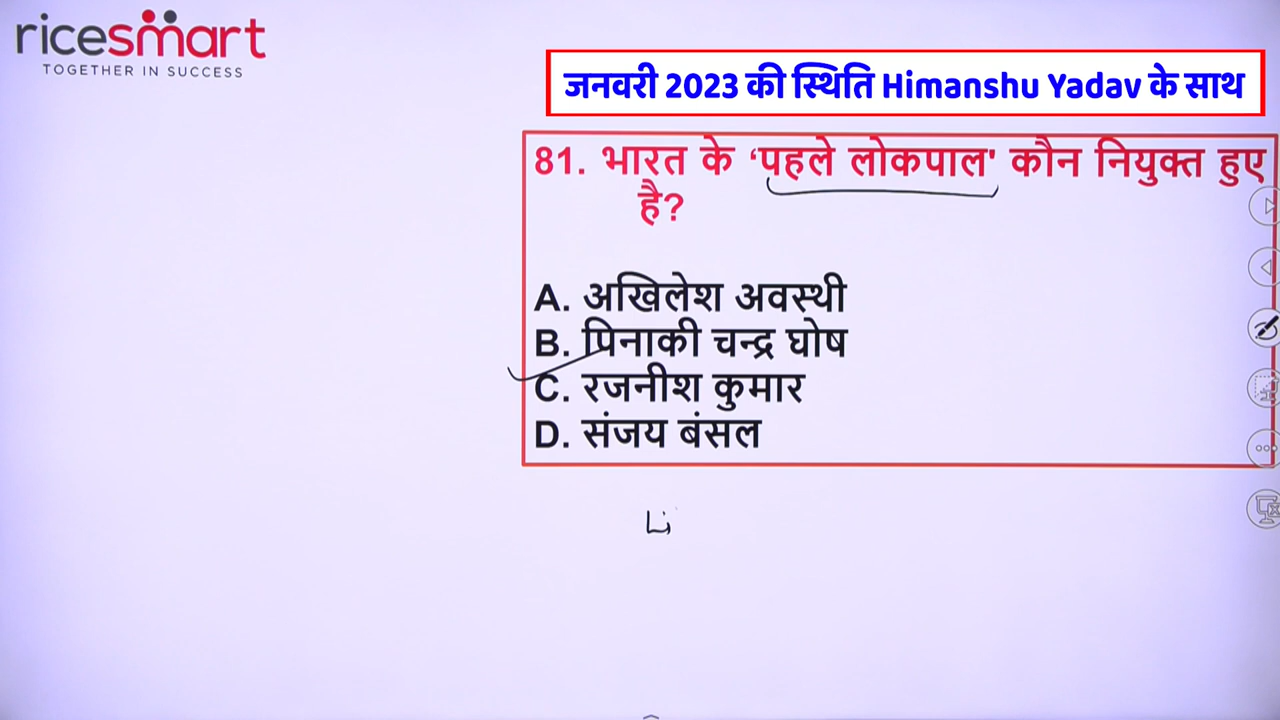 ricesmart
TOGETHER IN SUCCESS
जनवरी 2023 की स्थिति Himanshu Yadav के साथ
81. भारत के ‘पहले लोकपाल' कौन नियुक्त हुए
है?
A. अखिलेश अवस्थी
B. पिनाकी चन्द्र घोष
C. रजनीश कुमार
D. संजय बंसल